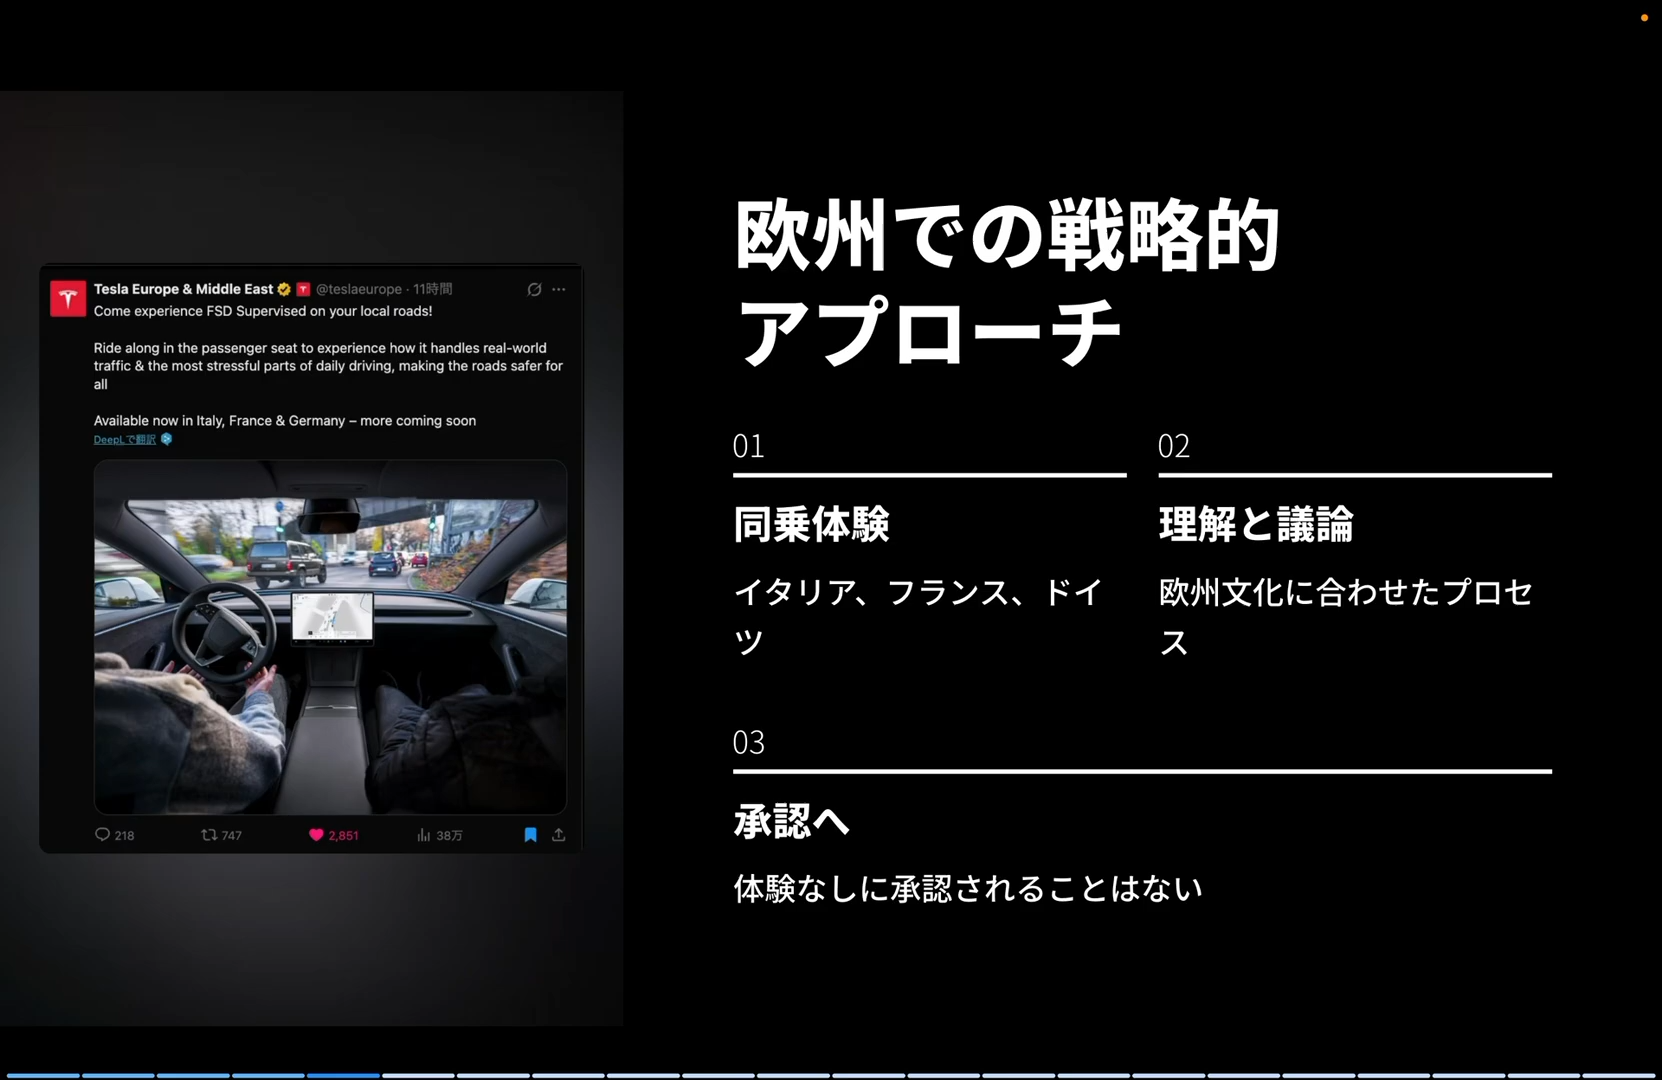 Tesla Europe & Middle East @teslaeurope · 11時間
Come experience FSD Supervised on your local roads!
Ride along in the passenger seat to experience how it handles real-world
traffic & the most stressful parts of daily driving, making the roads safer for
all
Available now in Italy, France & Germany – more coming soon
DeepLで翻訳
218 747 2,851 38万
欧州での戦略的
アプローチ
01
同乗体験
イタリア、フランス、ドイ
ツ
02
理解と議論
欧州文化に合わせたプロセ
ス
03
承認へ
体験なしに承認されることはない